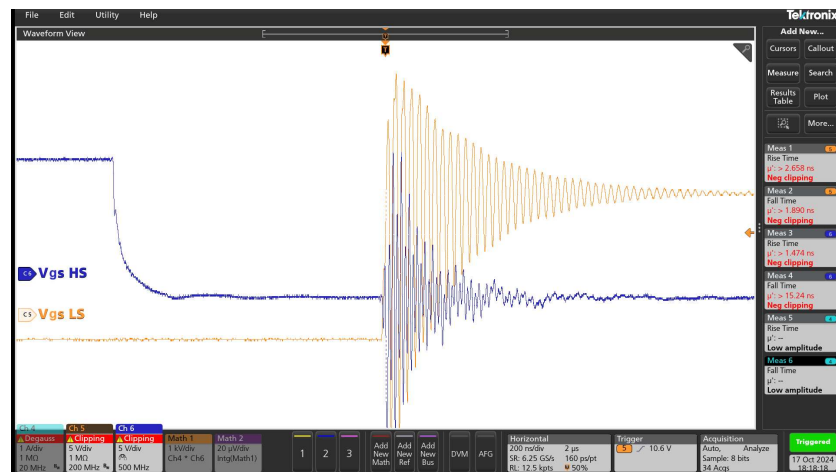 File Edit Utility Help
Tektronix
Waveform View
Add New...
U
T
Cursors Callout
Measure Search
Results Table Plot
More...
Meas 1 5
Rise Time
µ': > 2.658 ns
Neg clipping
Meas 2 5
Fall Time
µ': > 1.890 ns
Neg clipping
Meas 3 6
Rise Time
µ': > 1.474 ns
Neg clipping
Meas 4 6
Fall Time
µ': > 15.24 ns
Neg clipping
Meas 5
Rise Time
µ': --
Low amplitude
Meas 6
Fall Time
µ': --
Low amplitude
C6 Vgs HS
C5 Vgs LS
Ch 4 Ch 5 Ch 6 Math 1 Math 2
Degauss Clipping Clipping 1 kV/div 20 µV/div
1 A/div 5 V/div 5 V/div Ch4 * Ch6 Intg(Math1)
1 MΩ 1 MΩ
20 MHz 200 MHz 500 MHz
1 2 3
Add New Math
Add New Ref
Add New Bus
DVM AFG
Horizontal
200 ns/div 2 µs
SR: 6.25 GS/s 160 ps/pt
RL: 12.5 kpts 50%
Trigger
5 10.6 V
Acquisition
Auto, Analyze
Sample: 8 bits
34 Acqs
Triggered
17 Oct 2024